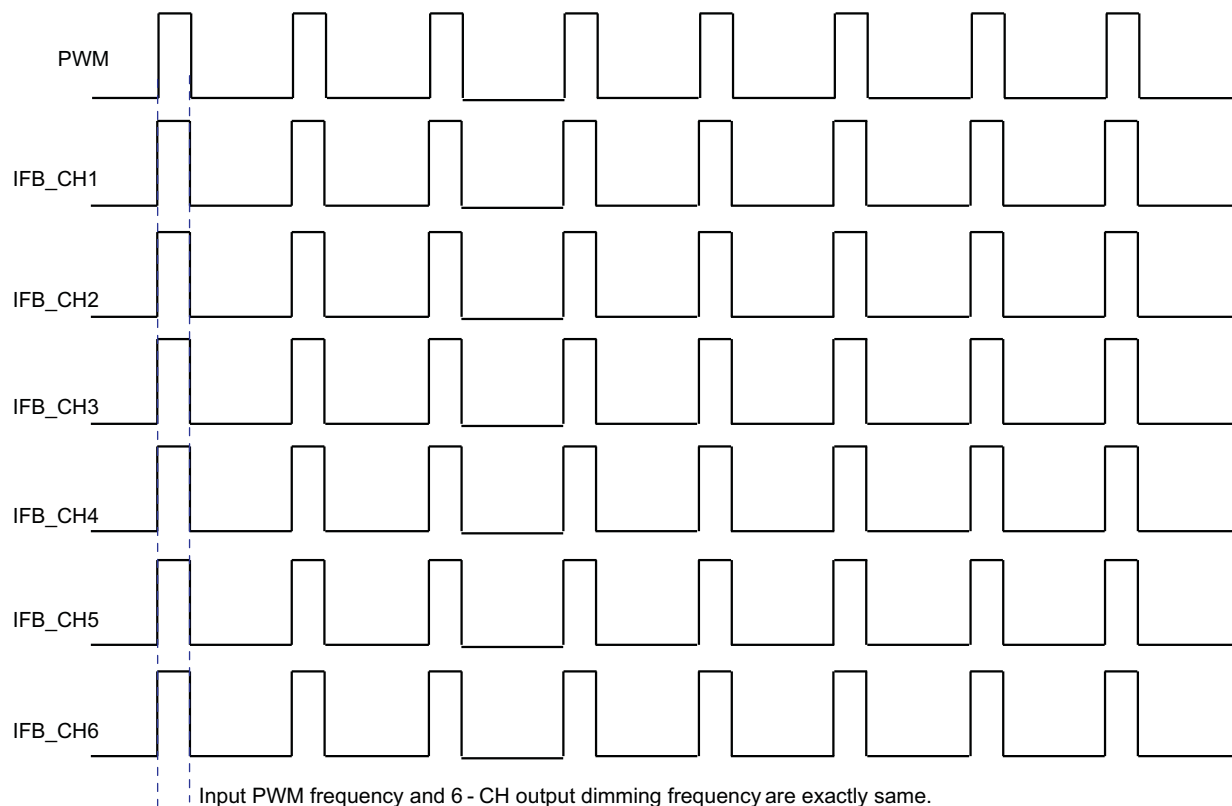 PWM
IFB_CH1
IFB_CH2
IFB_CH3
IFB_CH4
IFB_CH5
IFB_CH6
Input PWM frequency and 6 - CH output dimming frequency are exactly same.